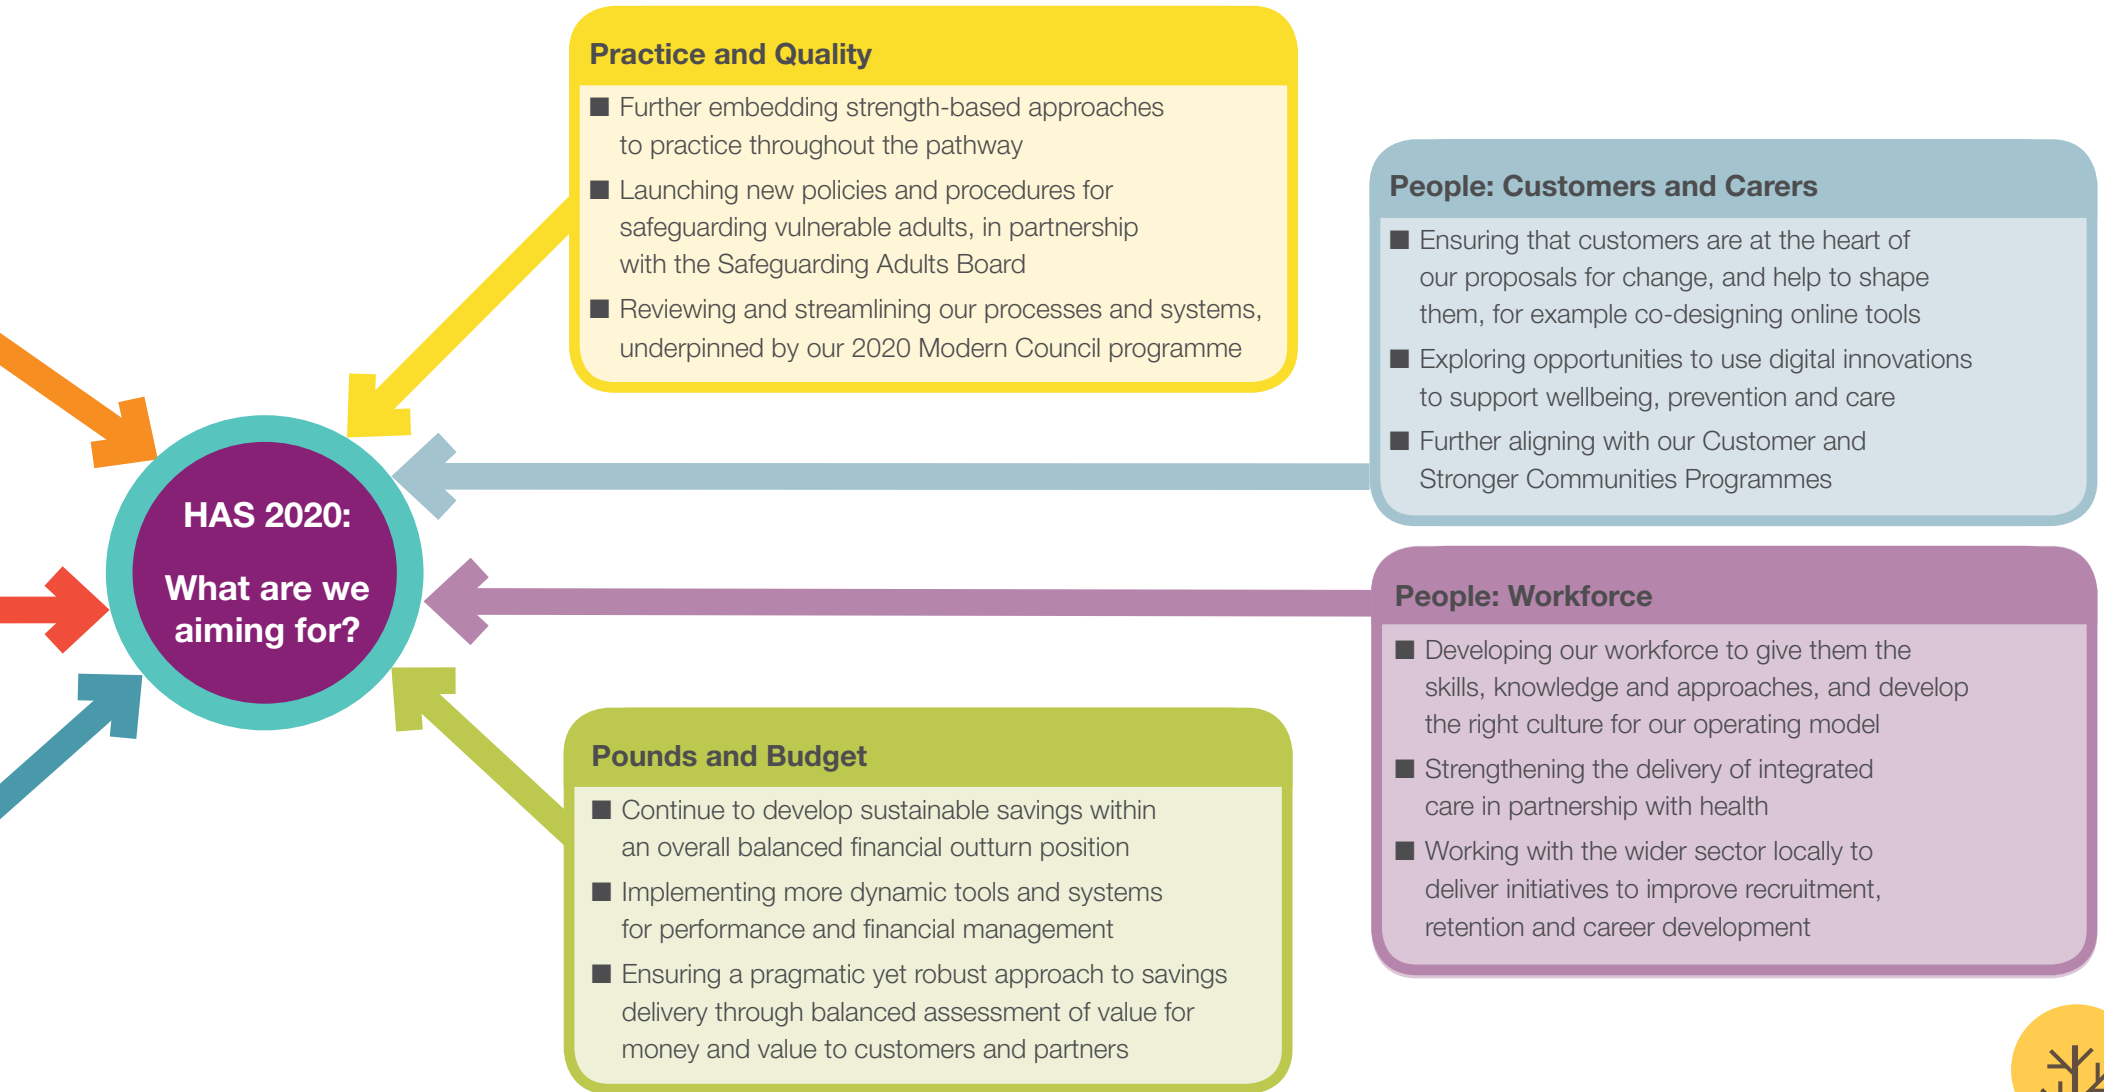 Practice and Quality
■ Further embedding strength-based approaches
to practice throughout the pathway
■ Launching new policies and procedures for
safeguarding vulnerable adults, in partnership
with the Safeguarding Adults Board
■ Reviewing and streamlining our processes and systems,
underpinned by our 2020 Modern Council programme
People: Customers and Carers
■ Ensuring that customers are at the heart of
our proposals for change, and help to shape
them, for example co-designing online tools
■ Exploring opportunities to use digital innovations
to support wellbeing, prevention and care
■ Further aligning with our Customer and
Stronger Communities Programmes
HAS 2020:
What are we
aiming for?
People: Workforce
■ Developing our workforce to give them the
skills, knowledge and approaches, and develop
the right culture for our operating model
■ Strengthening the delivery of integrated
care in partnership with health
■ Working with the wider sector locally to
deliver initiatives to improve recruitment,
retention and career development
Pounds and Budget
■ Continue to develop sustainable savings within
an overall balanced financial outturn position
■ Implementing more dynamic tools and systems
for performance and financial management
■ Ensuring a pragmatic yet robust approach to savings
delivery through balanced assessment of value for
money and value to customers and partners